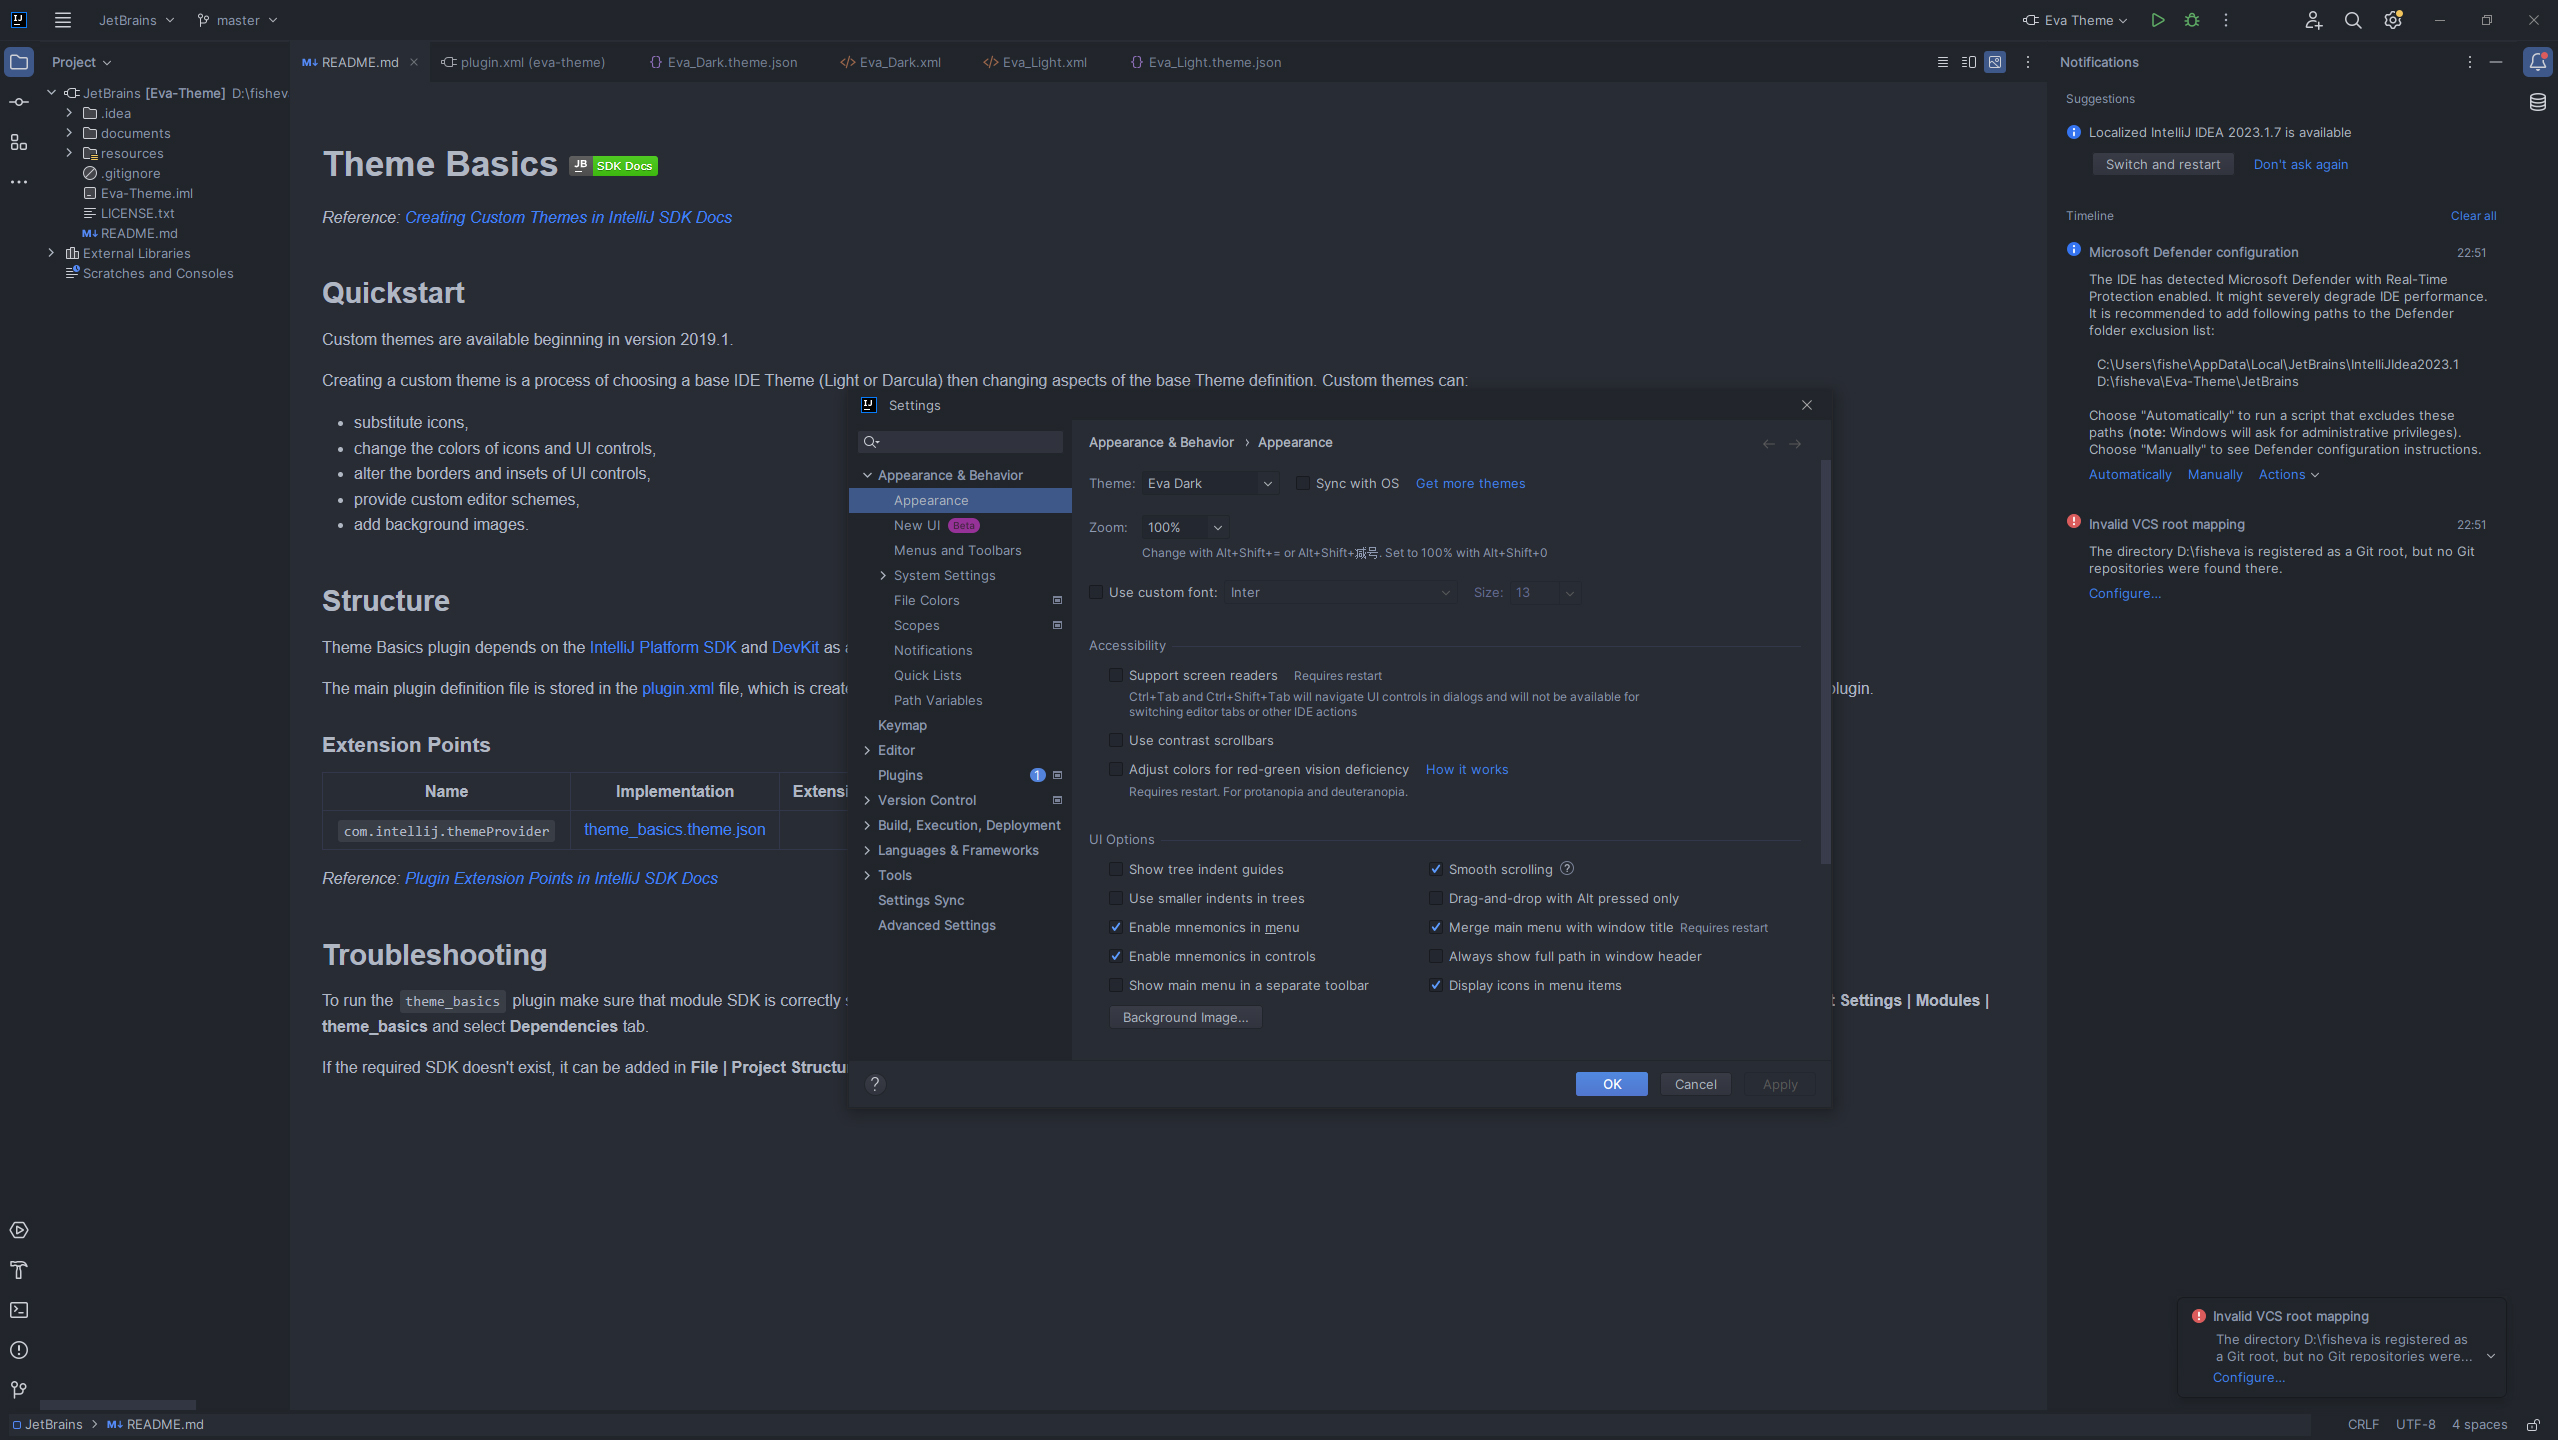 JetBrains
master
Eva Theme
Project
README.md
plugin.xml (eva-theme)
Eva_Dark.theme.json
Eva_Dark.xml
Eva_Light.xml
Eva_Light.theme.json
Notifications
JetBrains [Eva-Theme] D:\fisheva
.idea
documents
resources
.gitignore
Eva-Theme.iml
LICENSE.txt
README.md
External Libraries
Scratches and Consoles
Theme Basics JB SDK Docs
Reference: Creating Custom Themes in IntelliJ SDK Docs
Quickstart
Custom themes are available beginning in version 2019.1.
Creating a custom theme is a process of choosing a base IDE Theme (Light or Darcula) then changing aspects of the base Theme definition. Custom themes can:
• substitute icons,
• change the colors of icons and UI controls,
• alter the borders and insets of UI controls,
• provide custom editor schemes,
• add background images.
Structure
Theme Basics plugin depends on the IntelliJ Platform SDK and DevKit as
The main plugin definition file is stored in the plugin.xml file, which is create
plugin.
Extension Points
Name Implementation Extensi
com.intellij.themeProvider theme_basics.theme.json
Reference: Plugin Extension Points in IntelliJ SDK Docs
Troubleshooting
To run the theme_basics plugin make sure that module SDK is correctly
t Settings | Modules |
theme_basics and select Dependencies tab.
If the required SDK doesn't exist, it can be added in File | Project Structu
Settings
Appearance & Behavior
Appearance
New UI Beta
Menus and Toolbars
System Settings
File Colors
Scopes
Notifications
Quick Lists
Path Variables
Keymap
Editor
Plugins 1
Version Control
Build, Execution, Deployment
Languages & Frameworks
Tools
Settings Sync
Advanced Settings
Appearance & Behavior › Appearance
Theme: Eva Dark Sync with OS Get more themes
Zoom: 100%
Change with Alt+Shift+= or Alt+Shift+减号. Set to 100% with Alt+Shift+0
Use custom font: Inter Size: 13
Accessibility
Support screen readers Requires restart
Ctrl+Tab and Ctrl+Shift+Tab will navigate UI controls in dialogs and will not be available for
switching editor tabs or other IDE actions
Use contrast scrollbars
Adjust colors for red-green vision deficiency How it works
Requires restart. For protanopia and deuteranopia.
UI Options
Show tree indent guides
Smooth scrolling ?
Use smaller indents in trees
Drag-and-drop with Alt pressed only
Enable mnemonics in menu
Merge main menu with window title Requires restart
Enable mnemonics in controls
Always show full path in window header
Show main menu in a separate toolbar
Display icons in menu items
Background Image...
? OK Cancel Apply
Suggestions
Localized IntelliJ IDEA 2023.1.7 is available
Switch and restart Don't ask again
Timeline Clear all
Microsoft Defender configuration 22:51
The IDE has detected Microsoft Defender with Real-Time
Protection enabled. It might severely degrade IDE performance.
It is recommended to add following paths to the Defender
folder exclusion list:
C:\Users\fishe\AppData\Local\JetBrains\IntelliJIdea2023.1
D:\fisheva\Eva-Theme\JetBrains
Choose "Automatically" to run a script that excludes these
paths (note: Windows will ask for administrative privileges).
Choose "Manually" to see Defender configuration instructions.
Automatically Manually Actions
Invalid VCS root mapping 22:51
The directory D:\fisheva is registered as a Git root, but no Git
repositories were found there.
Configure...
Invalid VCS root mapping
The directory D:\fisheva is registered as
a Git root, but no Git repositories were...
Configure...
JetBrains
README.md
CRLF UTF-8 4 spaces